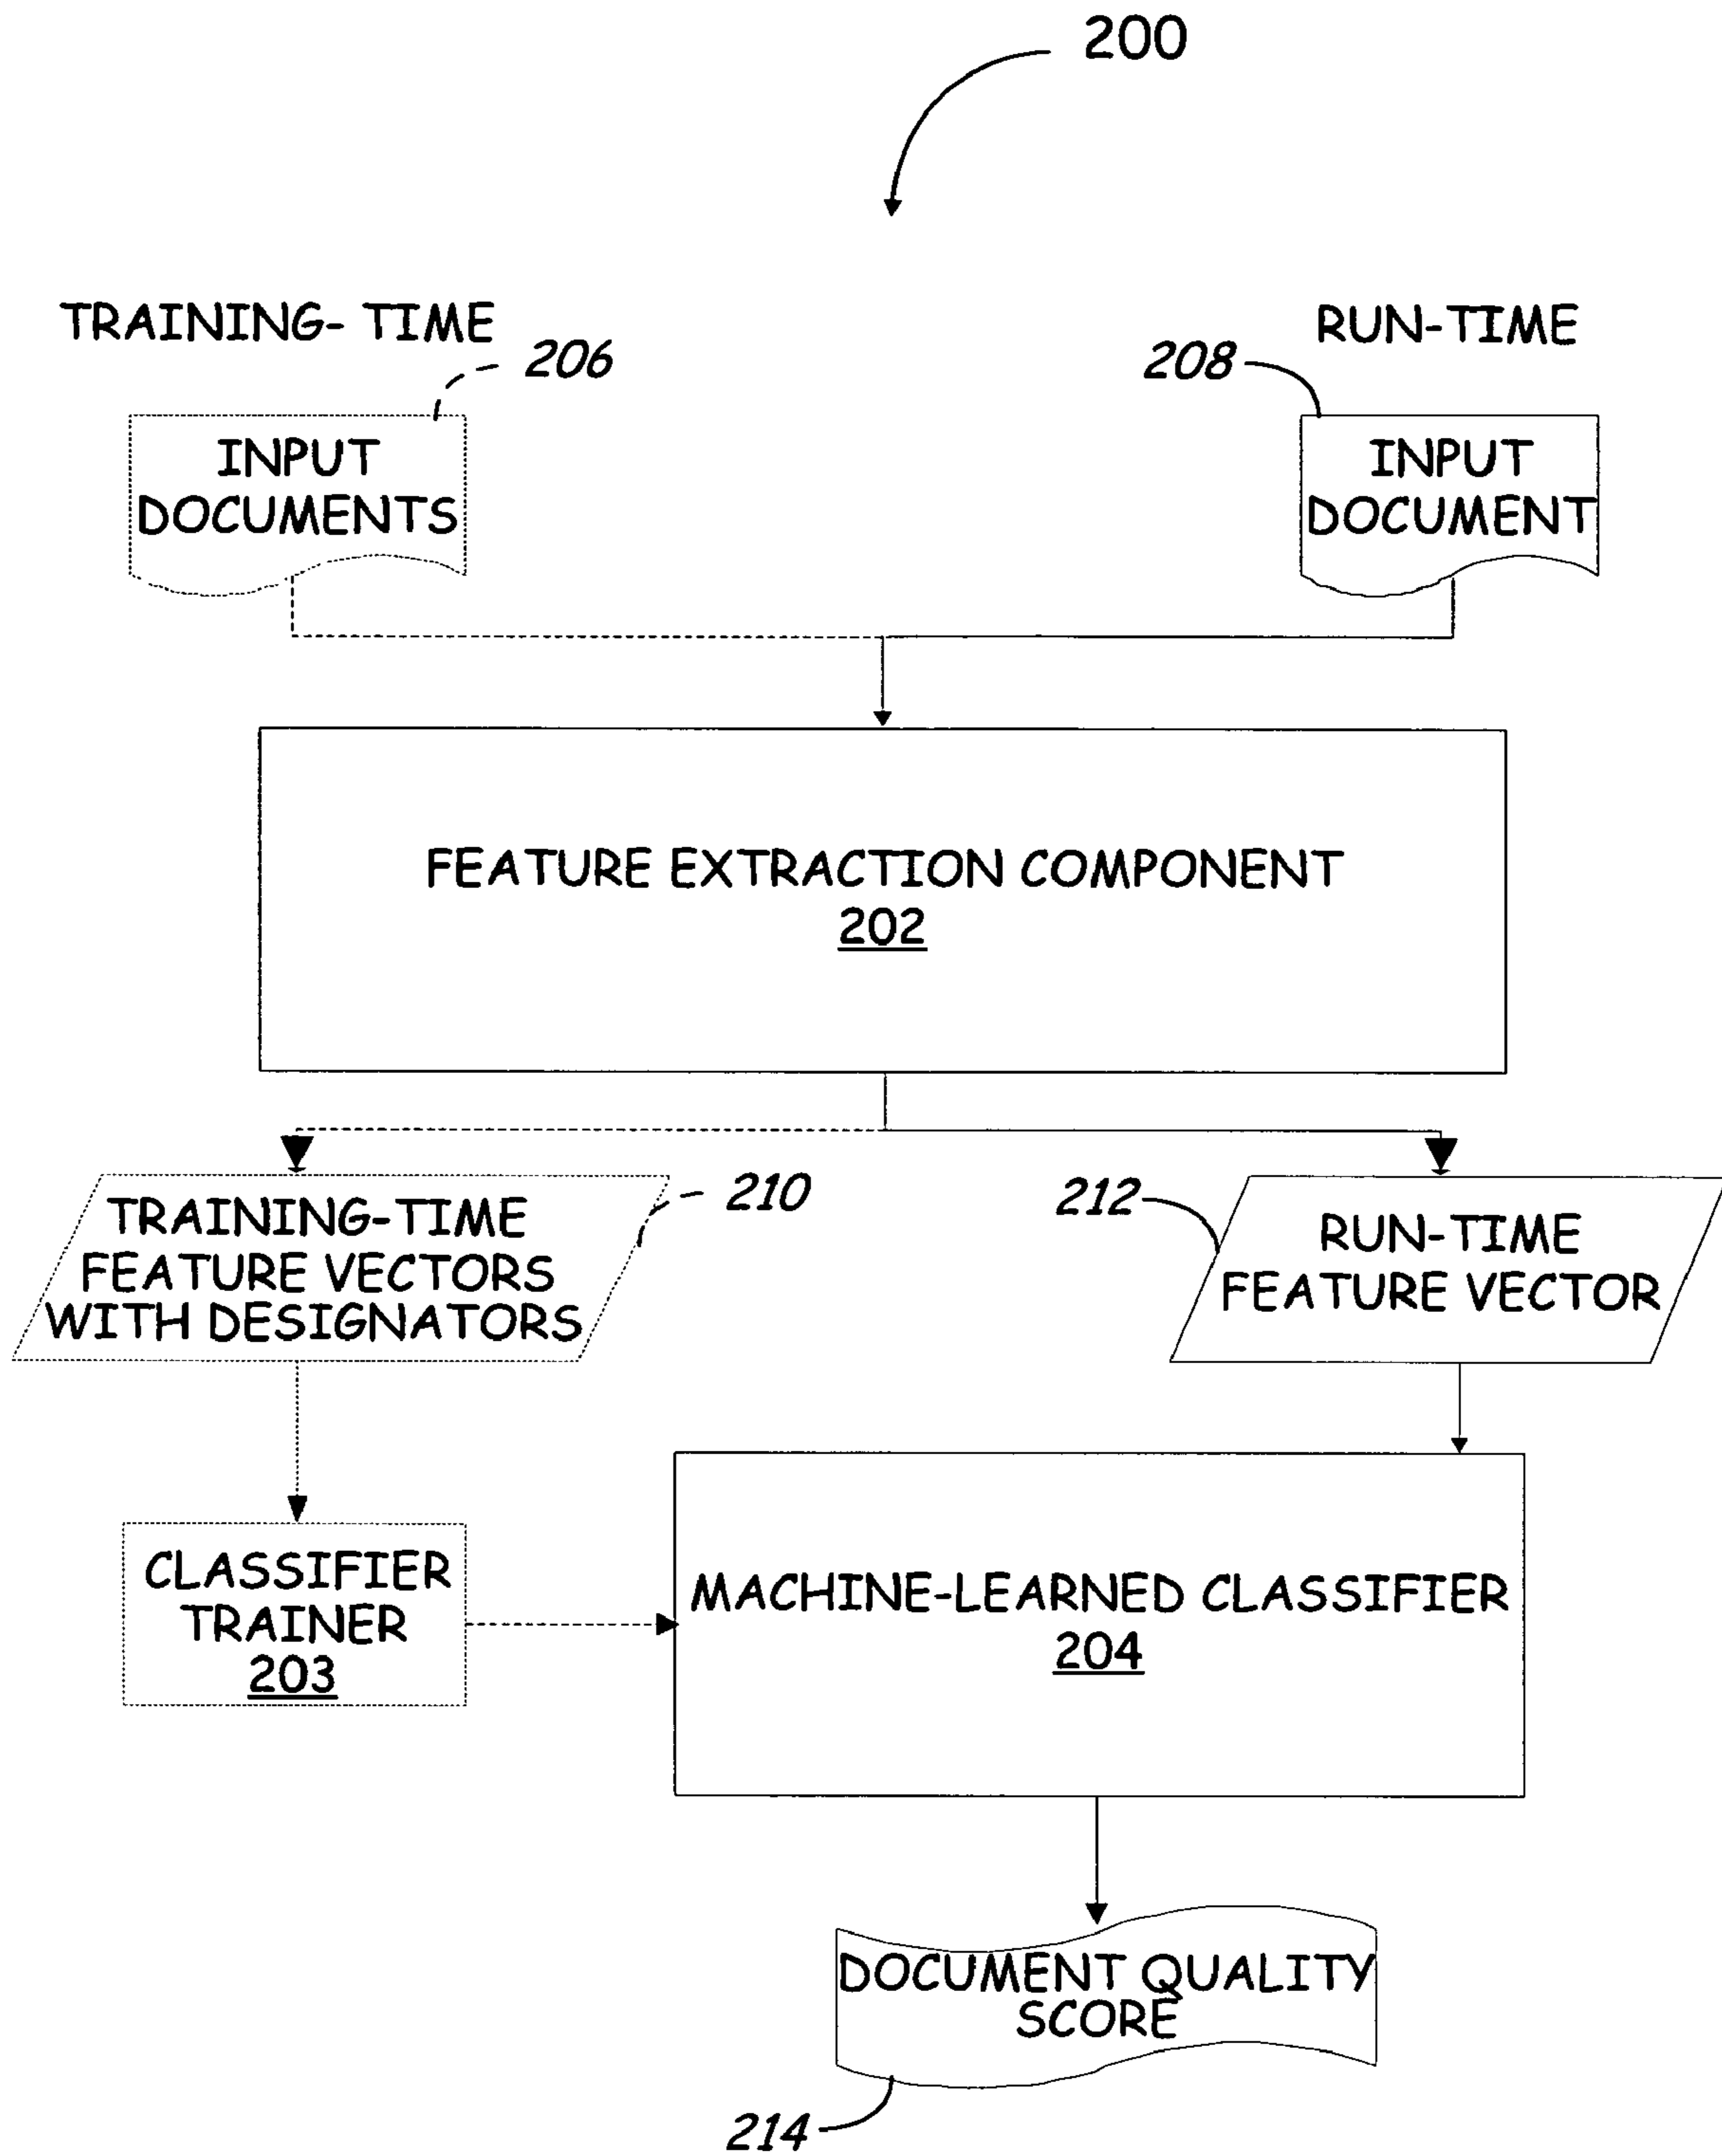 200
TRAINING- TIME
206
INPUT
DOCUMENTS
RUN-TIME
208
INPUT
DOCUMENT
FEATURE EXTRACTION COMPONENT
202
TRAINING-TIME
FEATURE VECTORS
WITH DESIGNATORS
210
212
RUN-TIME
FEATURE VECTOR
CLASSIFIER
TRAINER
203
MACHINE-LEARNED CLASSIFIER
204
DOCUMENT QUALITY
SCORE
214